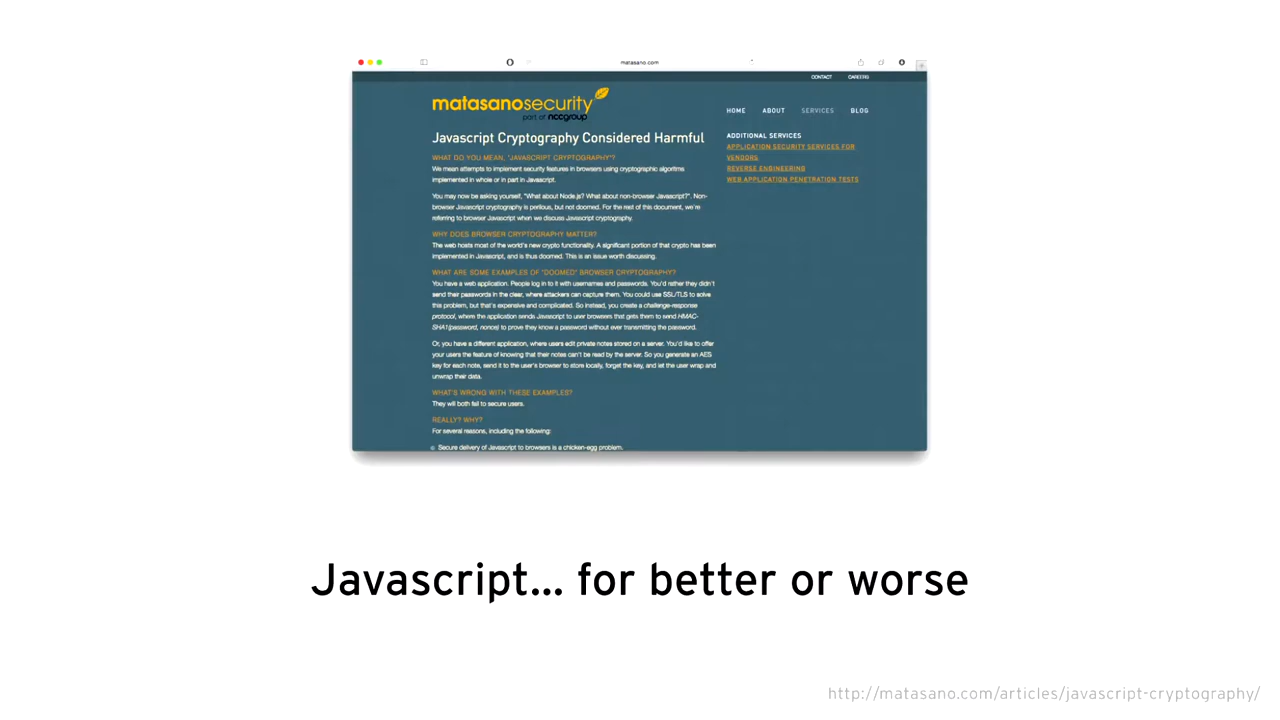 matasano.com
CONTACT CAREERS
matasanosecurity
part of nccgroup
HOME ABOUT SERVICES BLOG
Javascript Cryptography Considered Harmful
WHAT DO YOU MEAN, "JAVASCRIPT CRYPTOGRAPHY"?
We mean attempts to implement security features in browsers using cryptographic algoritms
implemented in whole or in part in Javascript.
You may now be asking yourself, "What about Node.js? What about non-browser Javascript?". Non-
browser Javascript cryptography is perilous, but not doomed. For the rest of this document, we're
referring to browser Javascript when we discuss Javascript cryptography.
WHY DOES BROWSER CRYPTOGRAPHY MATTER?
The web hosts most of the world's new crypto functionality. A significant portion of that crypto has been
implemented in Javascript, and is thus doomed. This is an issue worth discussing.
WHAT ARE SOME EXAMPLES OF "DOOMED" BROWSER CRYPTOGRAPHY?
You have a web application. People log in to it with usernames and passwords. You'd rather they didn't
send their passwords in the clear, where attackers can capture them. You could use SSL/TLS to solve
this problem, but that's expensive and complicated. So instead, you create a challenge-response
protocol, where the application sends Javascript to user browsers that gets them to send HMAC-
SHA1(password, nonce) to prove they know a password without ever transmitting the password.
Or, you have a different application, where users edit private notes stored on a server. You'd like to offer
your users the feature of knowing that their notes can't be read by the server. So you generate an AES
key for each note, send it to the user's browser to store locally, forget the key, and let the user wrap and
unwrap their data.
WHAT'S WRONG WITH THESE EXAMPLES?
They will both fail to secure users.
REALLY? WHY?
For several reasons, including the following:
Secure delivery of Javascript to browsers is a chicken-egg problem.
ADDITIONAL SERVICES
APPLICATION SECURITY SERVICES FOR
VENDORS
REVERSE ENGINEERING
WEB APPLICATION PENETRATION TESTS
Javascript... for better or worse
http://matasano.com/articles/javascript-cryptography/